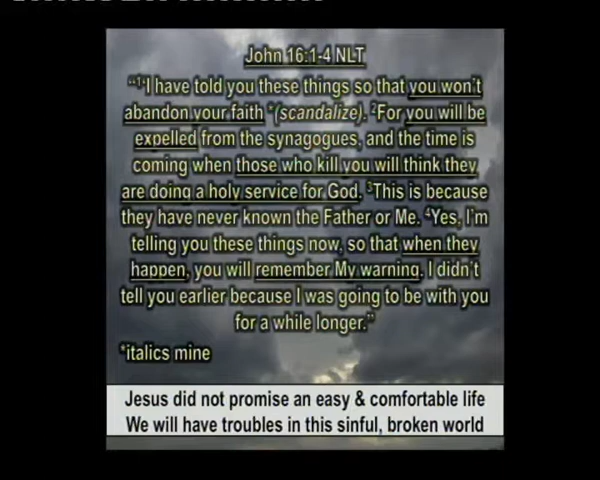 John 16:1-4 NLT
“¹“I have told you these things so that you won’t
abandon your faith *(scandalize). ²For you will be
expelled from the synagogues, and the time is
coming when those who kill you will think they
are doing a holy service for God. ³This is because
they have never known the Father or Me. ⁴Yes, I’m
telling you these things now, so that when they
happen, you will remember My warning. I didn’t
tell you earlier because I was going to be with you
for a while longer.”
*italics mine
Jesus did not promise an easy & comfortable life
We will have troubles in this sinful, broken world